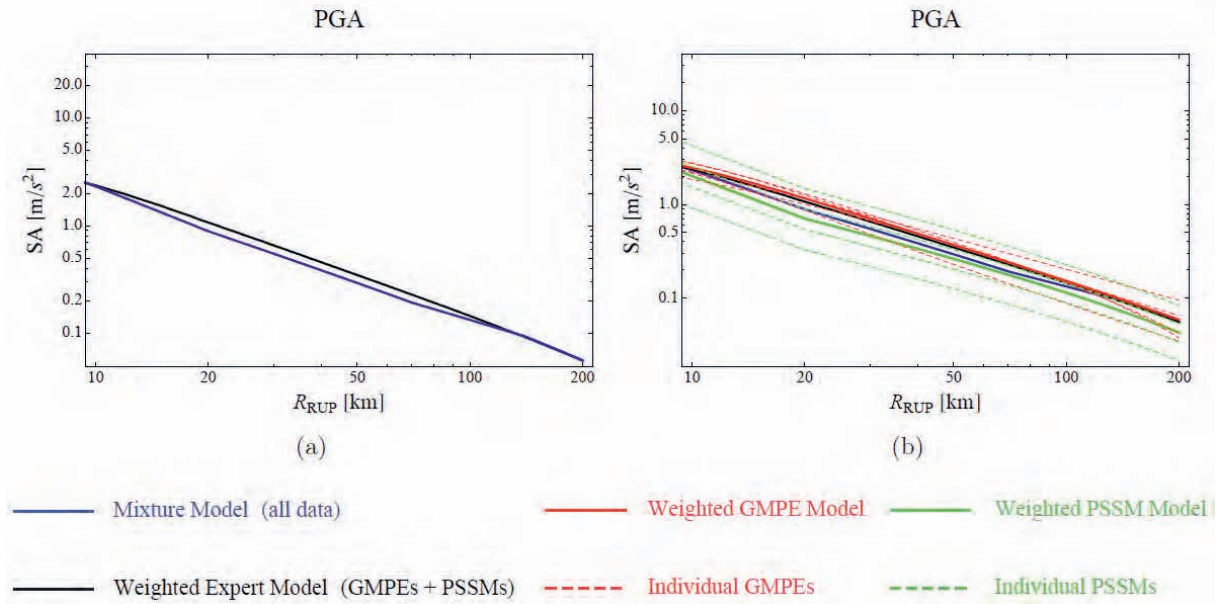 PGA
SA [m/s²]
20.0
10.0
5.0
2.0
1.0
0.5
0.2
0.1
10 20 50 100 200
R_RUP [km]
(a)
PGA
SA [m/s²]
10.0
5.0
1.0
0.5
0.1
10 20 50 100 200
R_RUP [km]
(b)
Mixture Model (all data)
Weighted GMPE Model
Weighted PSSM Model
Weighted Expert Model (GMPEs + PSSMs)
Individual GMPEs
Individual PSSMs